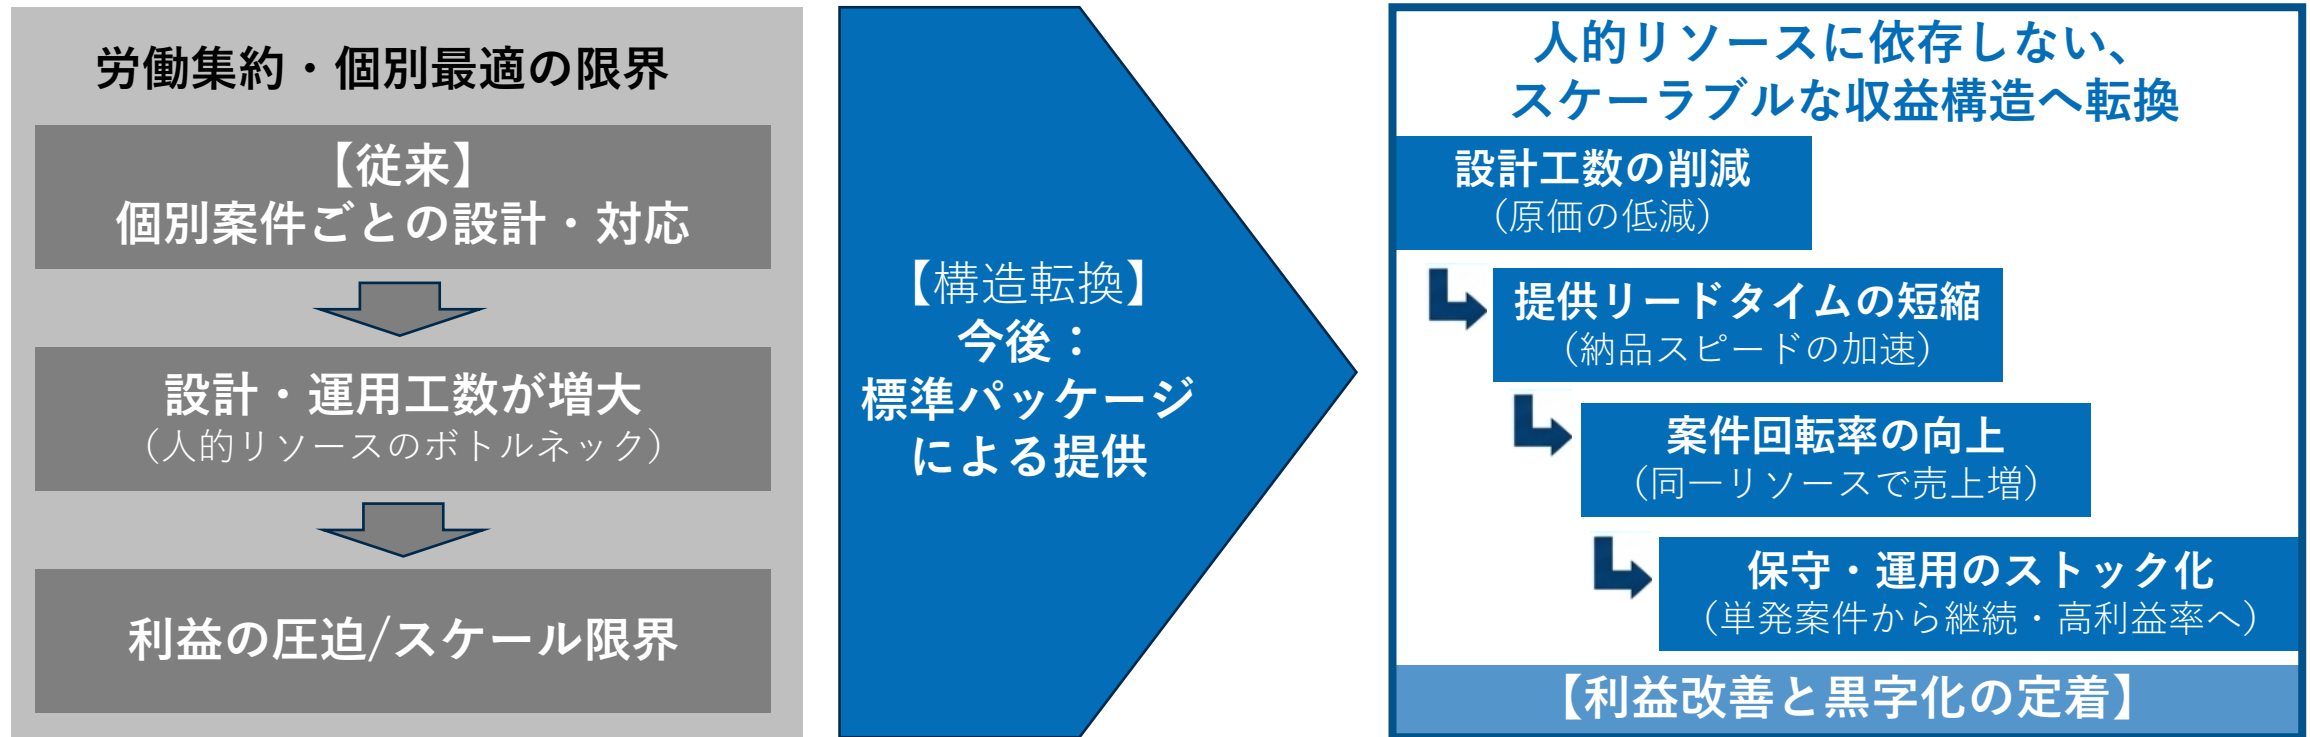 労働集約・個別最適の限界
【従来】
個別案件ごとの設計・対応
設計・運用工数が増大
（人的リソースのボトルネック）
利益の圧迫/スケール限界
【構造転換】
今後：
標準パッケージ
による提供
人的リソースに依存しない、
スケーラブルな収益構造へ転換
設計工数の削減
（原価の低減）
提供リードタイムの短縮
（納品スピードの加速）
案件回転率の向上
（同一リソースで売上増）
保守・運用のストック化
（単発案件から継続・高利益率へ）
【利益改善と黒字化の定着】